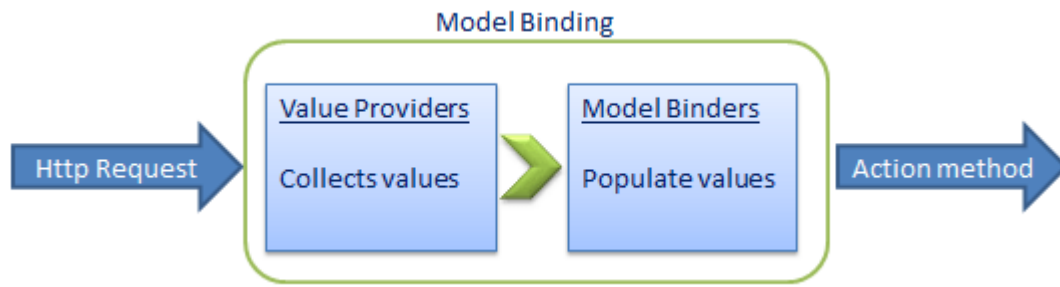 Model Binding
Http Request
Value Providers
Collects values
Model Binders
Populate values
Action method